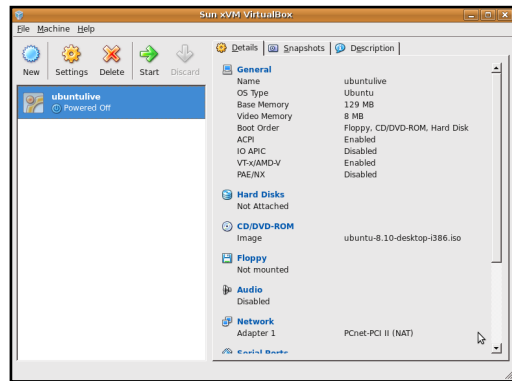 Sun xVM VirtualBox
File Machine Help
New Settings Delete Start Discard
ubuntulive
Powered Off
Details Snapshots Description
General
Name ubuntulive
OS Type Ubuntu
Base Memory 129 MB
Video Memory 8 MB
Boot Order Floppy, CD/DVD-ROM, Hard Disk
ACPI Enabled
IO APIC Disabled
VT-x/AMD-V Enabled
PAE/NX Disabled
Hard Disks
Not Attached
CD/DVD-ROM
Image ubuntu-8.10-desktop-i386.iso
Floppy
Not mounted
Audio
Disabled
Network
Adapter 1 PCnet-PCI II (NAT)
Serial Ports